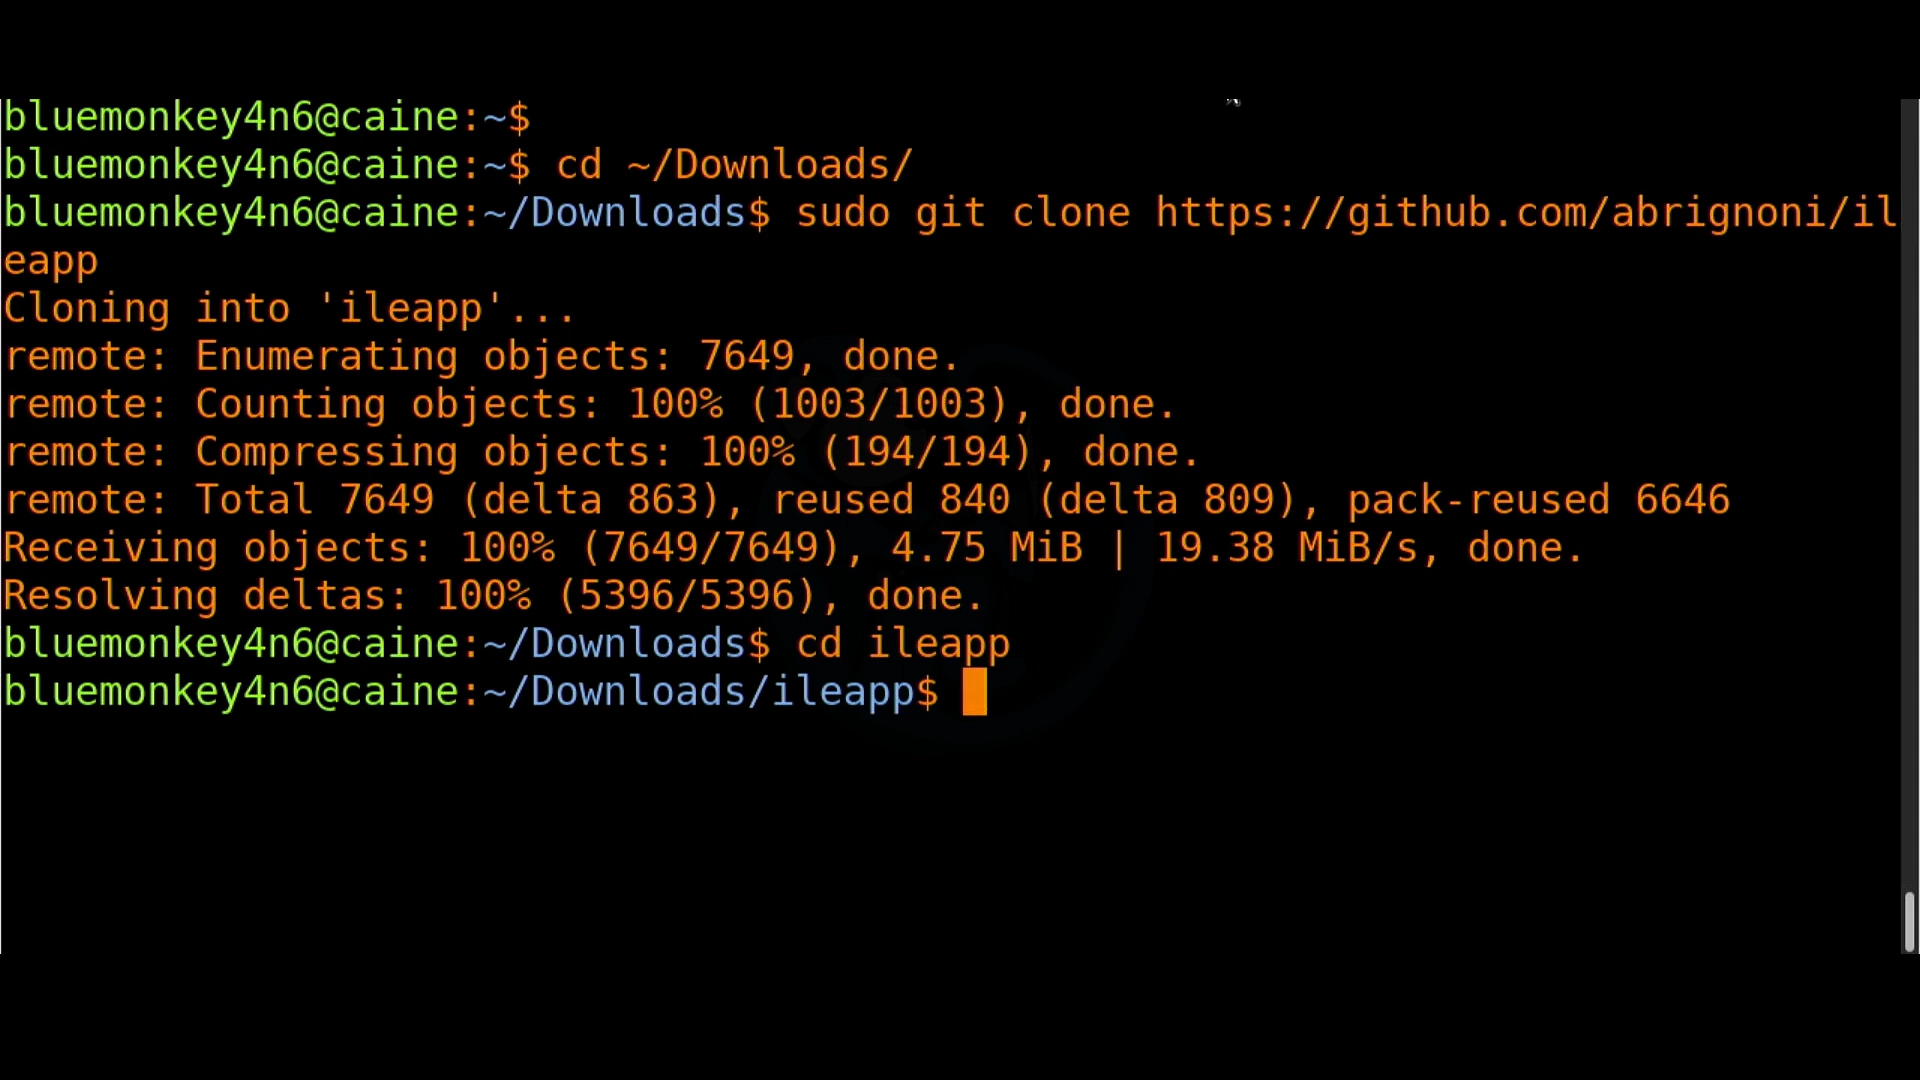 bluemonkey4n6@caine:~$
bluemonkey4n6@caine:~$ cd ~/Downloads/
bluemonkey4n6@caine:~/Downloads$ sudo git clone https://github.com/abrignoni/il
eapp
Cloning into 'ileapp'...
remote: Enumerating objects: 7649, done.
remote: Counting objects: 100% (1003/1003), done.
remote: Compressing objects: 100% (194/194), done.
remote: Total 7649 (delta 863), reused 840 (delta 809), pack-reused 6646
Receiving objects: 100% (7649/7649), 4.75 MiB | 19.38 MiB/s, done.
Resolving deltas: 100% (5396/5396), done.
bluemonkey4n6@caine:~/Downloads$ cd ileapp
bluemonkey4n6@caine:~/Downloads/ileapp$